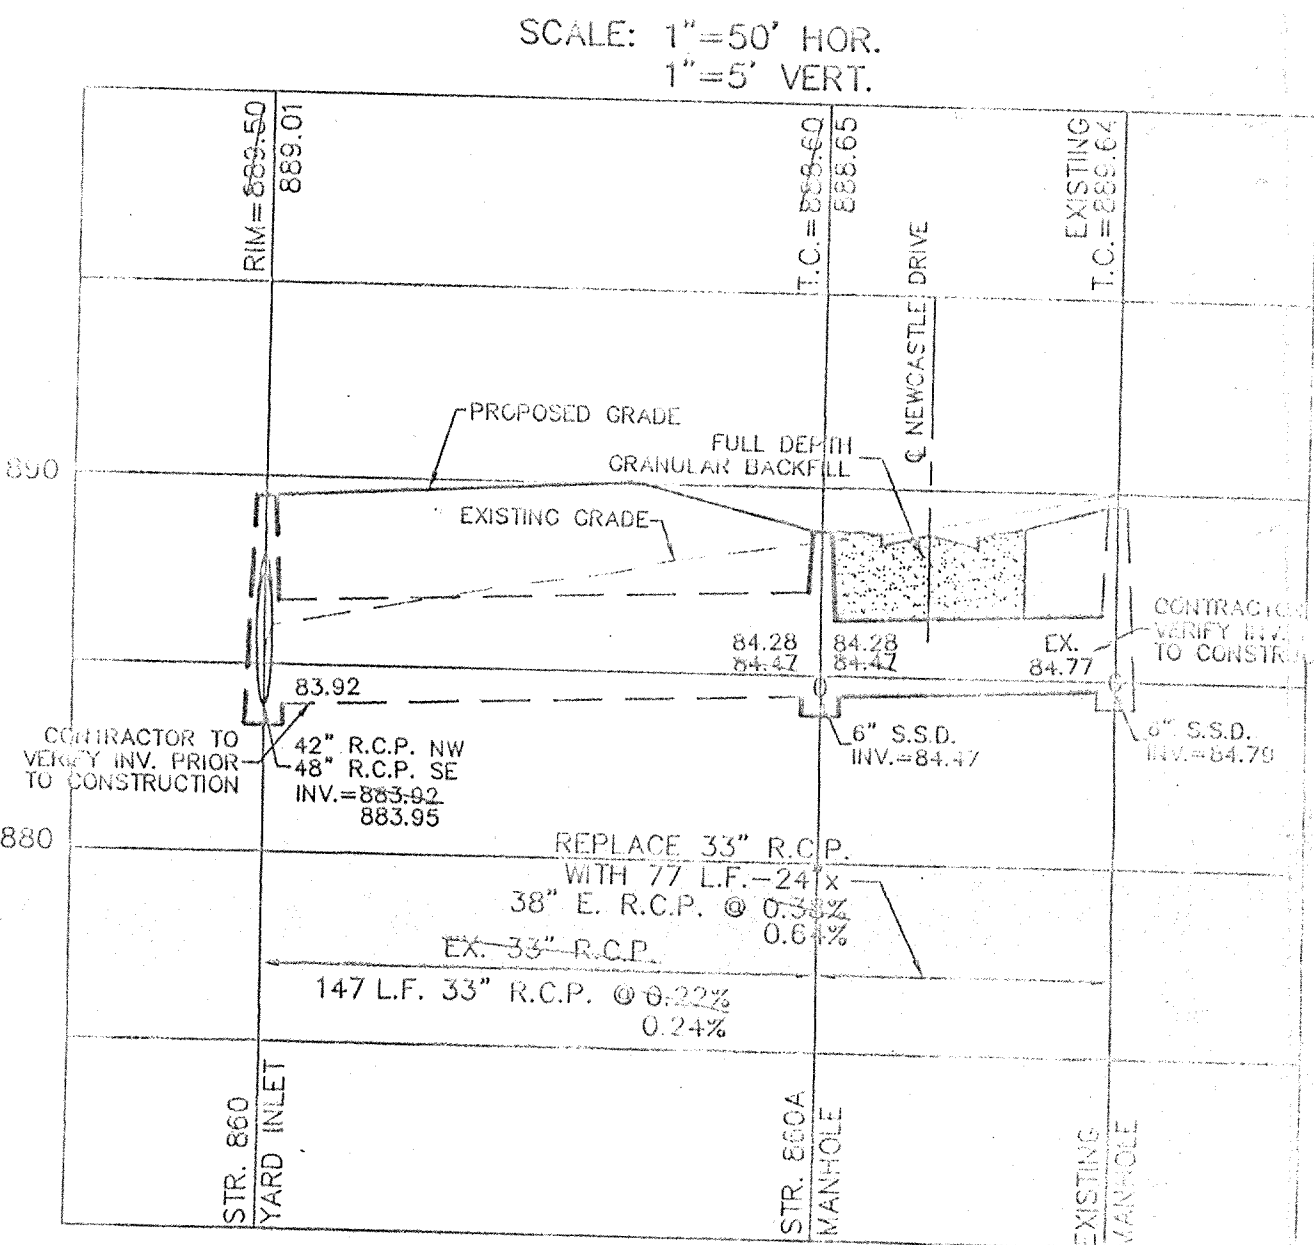 SCALE: 1"=50' HOR.
1"=5' VERT.
RIM=889.50
889.01
T.C.=888.60
888.65
EXISTING
T.C.=889.64
℄ NEWCASTLE DRIVE
PROPOSED GRADE
FULL DEPTH
GRANULAR BACKFILL
890
EXISTING GRADE
84.28
84.47
84.28
84.47
EX.
84.77
CONTRACTOR
VERIFY INV.
TO CONSTR
83.92
CONTRACTOR TO
VERIFY INV. PRIOR
TO CONSTRUCTION
42" R.C.P. NW
48" R.C.P. SE
INV.=883.92
883.95
6" S.S.D.
INV.=84.47
S.S.D.
INV.=84.79
880
REPLACE 33" R.C.P.
WITH 77 L.F.-24"x
38" E. R.C.P. @ 0.38%
0.64%
EX. 33" R.C.P.
147 L.F. 33" R.C.P. @ 0.22%
0.24%
STR. 860
YARD INLET
STR. 860A
MANHOLE
EXISTING
MANHOLE